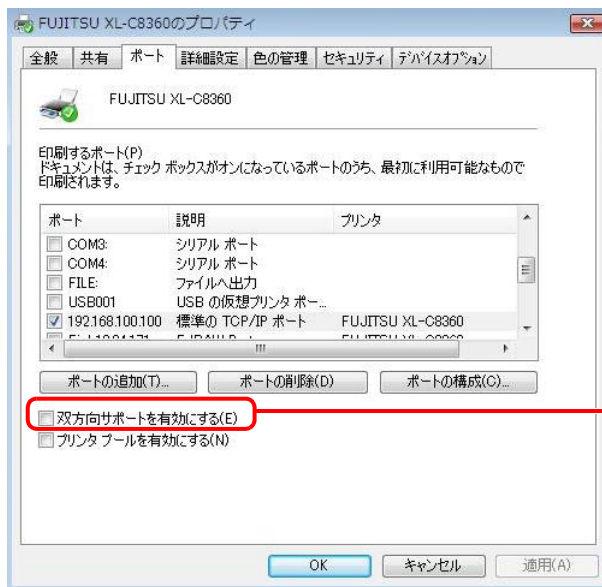 FUJITSU XL-C8360のプロパティ
全般 共有 ポート 詳細設定 色の管理 セキュリティ デバイスオプション
FUJITSU XL-C8360
印刷するポート(P)
ドキュメントは、チェック ボックスがオンになっているポートのうち、最初に利用可能なもので
印刷されます。
ポート 説明 プリンタ
COM3: シリアル ポート
COM4: シリアル ポート
FILE: ファイルへ出力
USB001 USB の仮想プリンタ ポー...
192.168.100.100 標準の TCP/IP ポート FUJITSU XL-C8360
ポートの追加(T)... ポートの削除(D) ポートの構成(C)...
双方向サポートを有効にする(E)
プリンタ プールを有効にする(N)
OK キャンセル 適用(A)